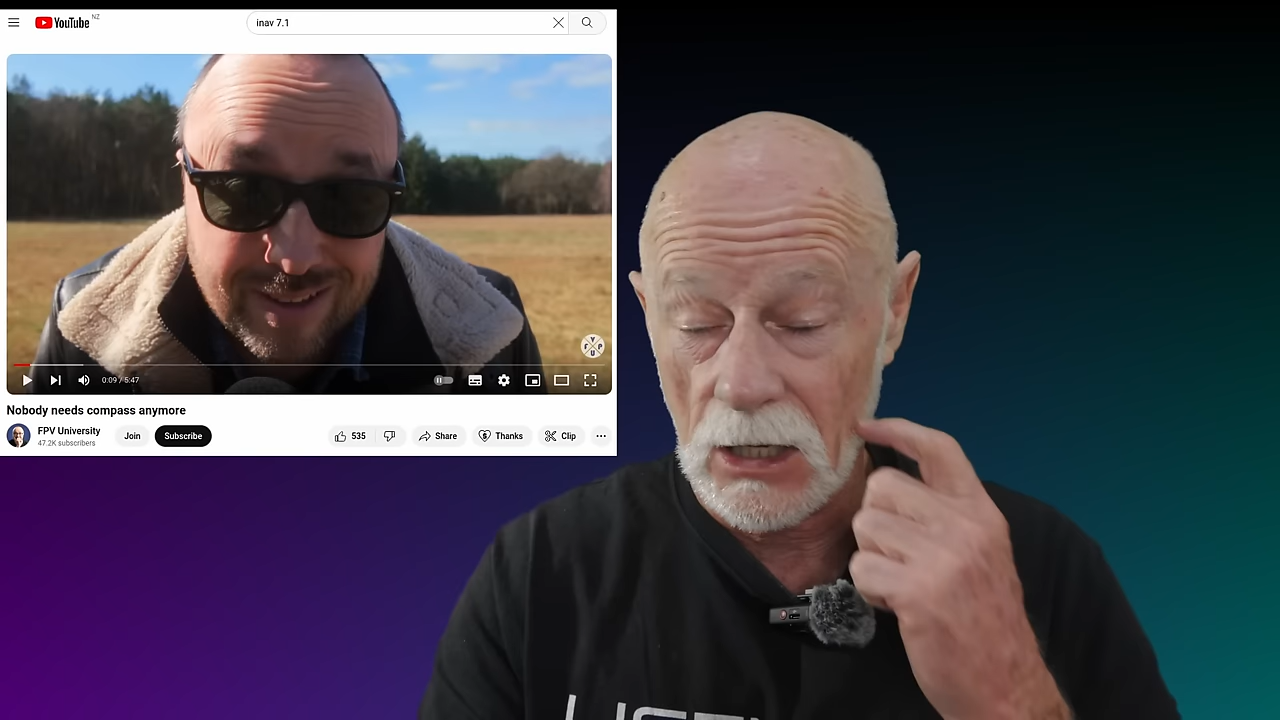 YouTube NZ
inav 7.1
0:09 / 5:47
Nobody needs compass anymore
FPV University
47.2K subscribers
Join
Subscribe
535
Share
Thanks
Clip